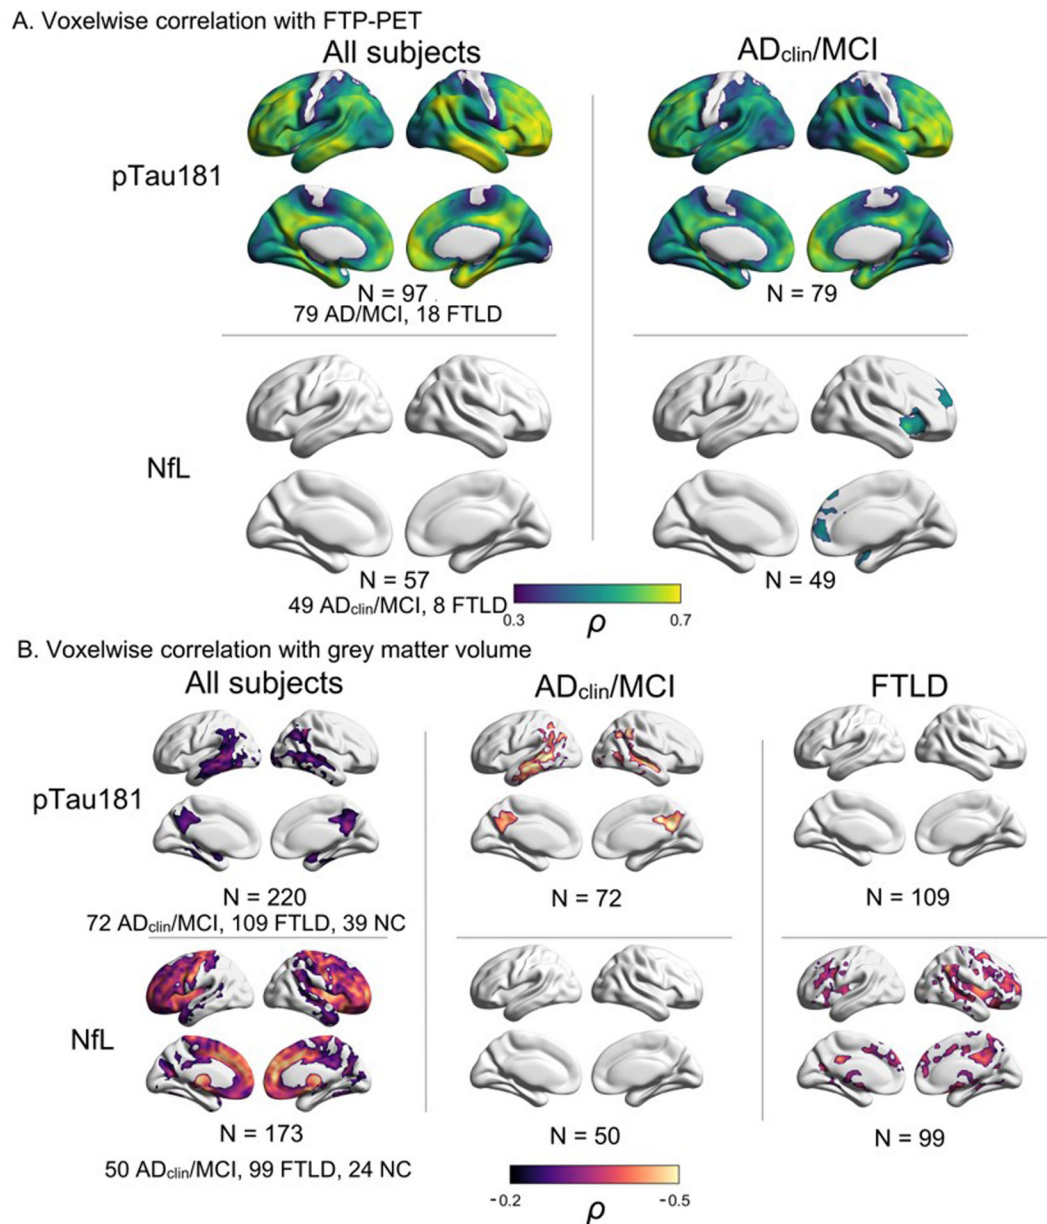 A. Voxelwise correlation with FTP-PET
All subjects
ADclin/MCI
pTau181
N = 97
79 AD/MCI, 18 FTLD
N = 79
NfL
N = 57
49 ADclin/MCI, 8 FTLD
N = 49
0.3
0.7
ρ
B. Voxelwise correlation with grey matter volume
All subjects
ADclin/MCI
FTLD
pTau181
N = 220
72 ADclin/MCI, 109 FTLD, 39 NC
N = 72
N = 109
NfL
N = 173
50 ADclin/MCI, 99 FTLD, 24 NC
N = 50
N = 99
-0.2
-0.5
ρ